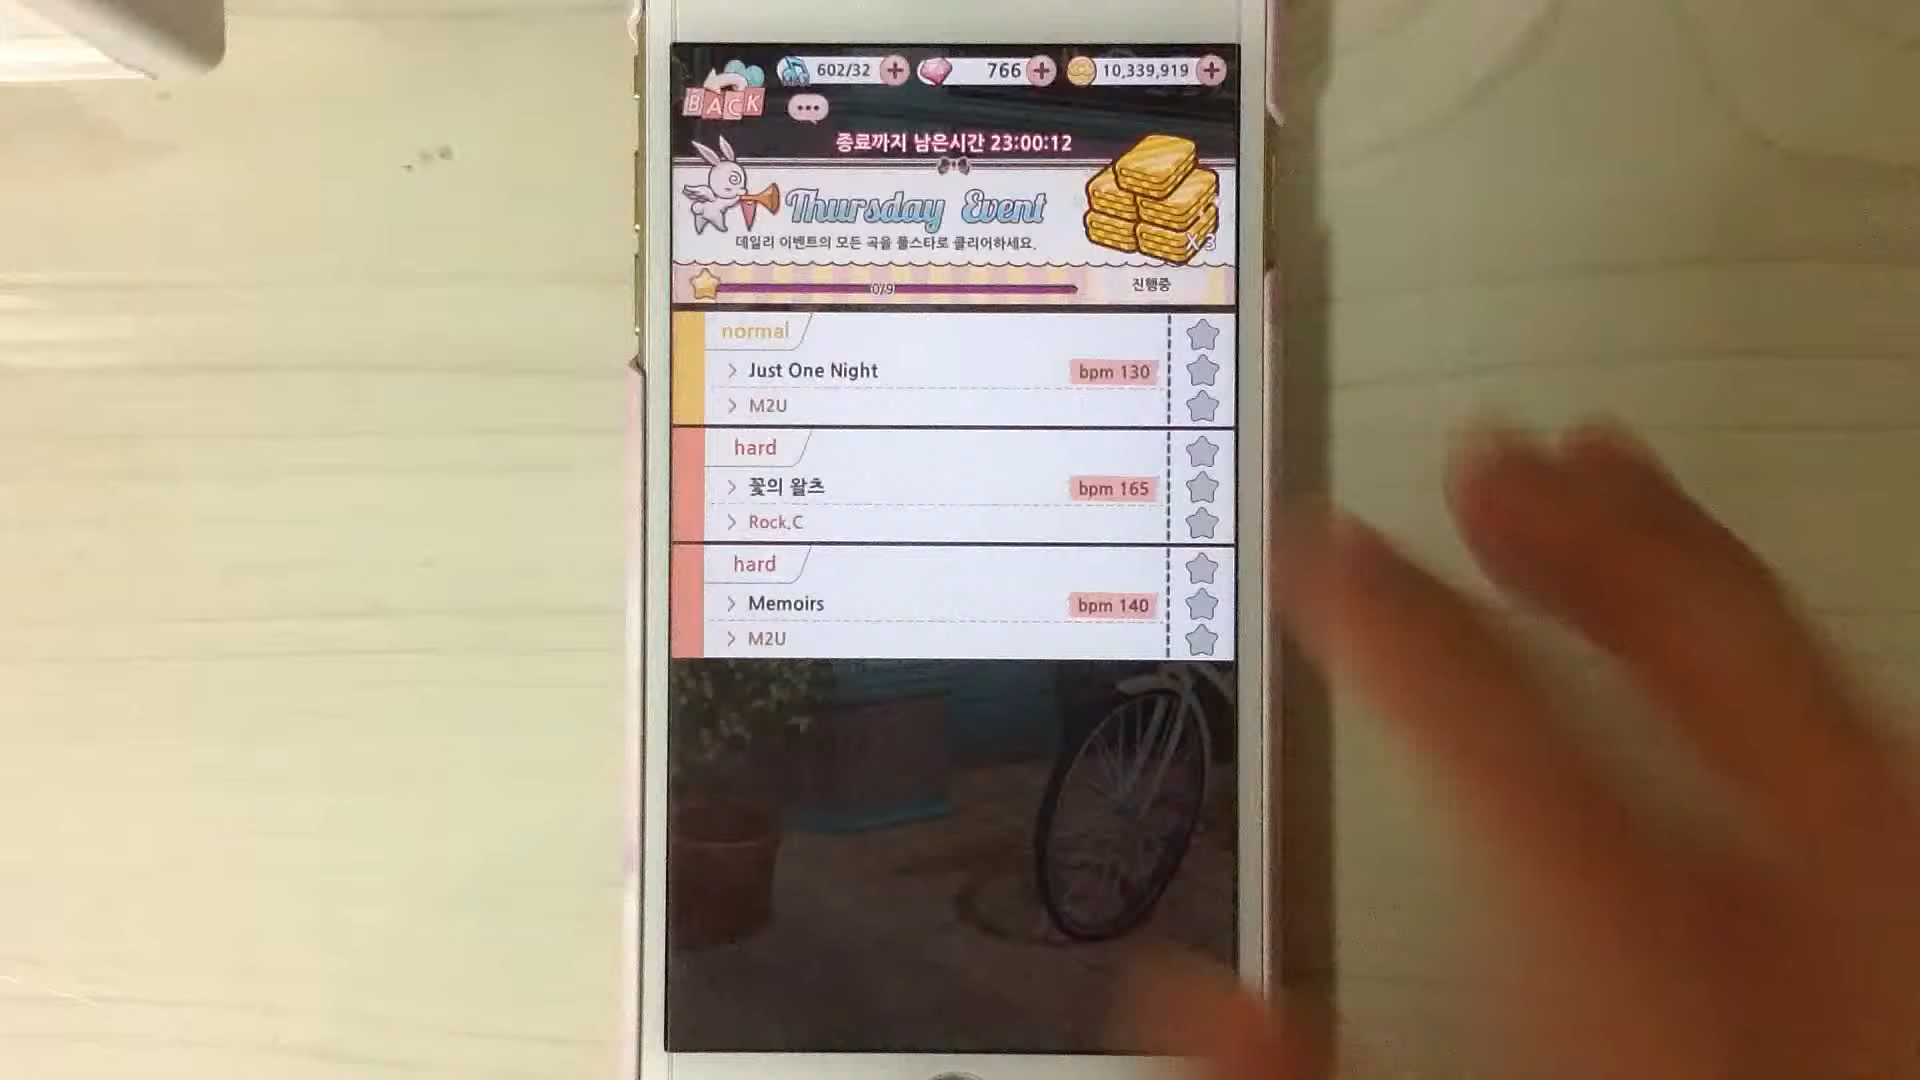 602/32
766
10,339,919
BACK
종료까지 남은시간 23:00:12
Thursday Event
데일리 이벤트의 모든 곡을 풀스타로 클리어하세요.
X 3
0/9
진행중
normal
> Just One Night
bpm 130
> M2U
hard
> 꽃의 왈츠
bpm 165
> Rock.C
hard
> Memoirs
bpm 140
> M2U